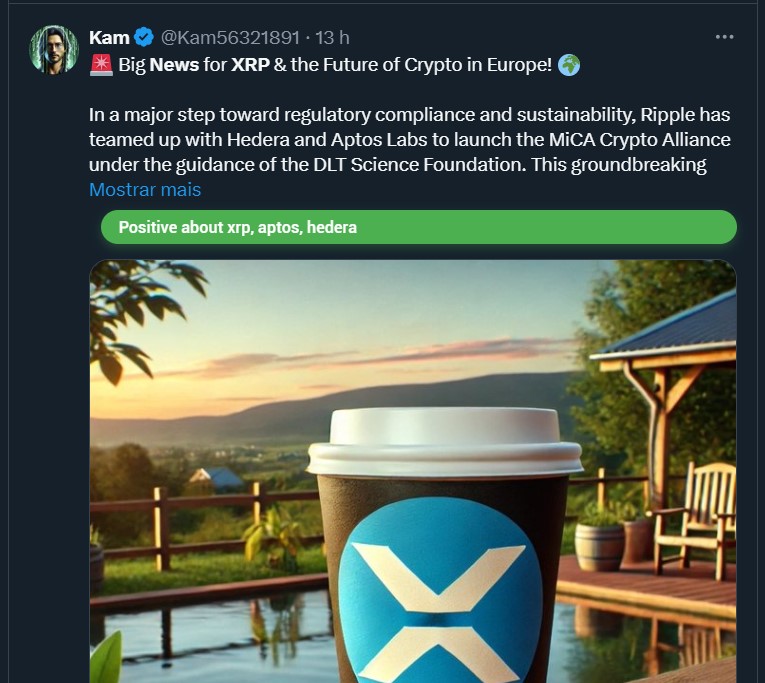 Kam @Kam56321891 · 13 h
🚨 Big News for XRP & the Future of Crypto in Europe! 🌍
In a major step toward regulatory compliance and sustainability, Ripple has
teamed up with Hedera and Aptos Labs to launch the MiCA Crypto Alliance
under the guidance of the DLT Science Foundation. This groundbreaking
Mostrar mais
Positive about xrp, aptos, hedera